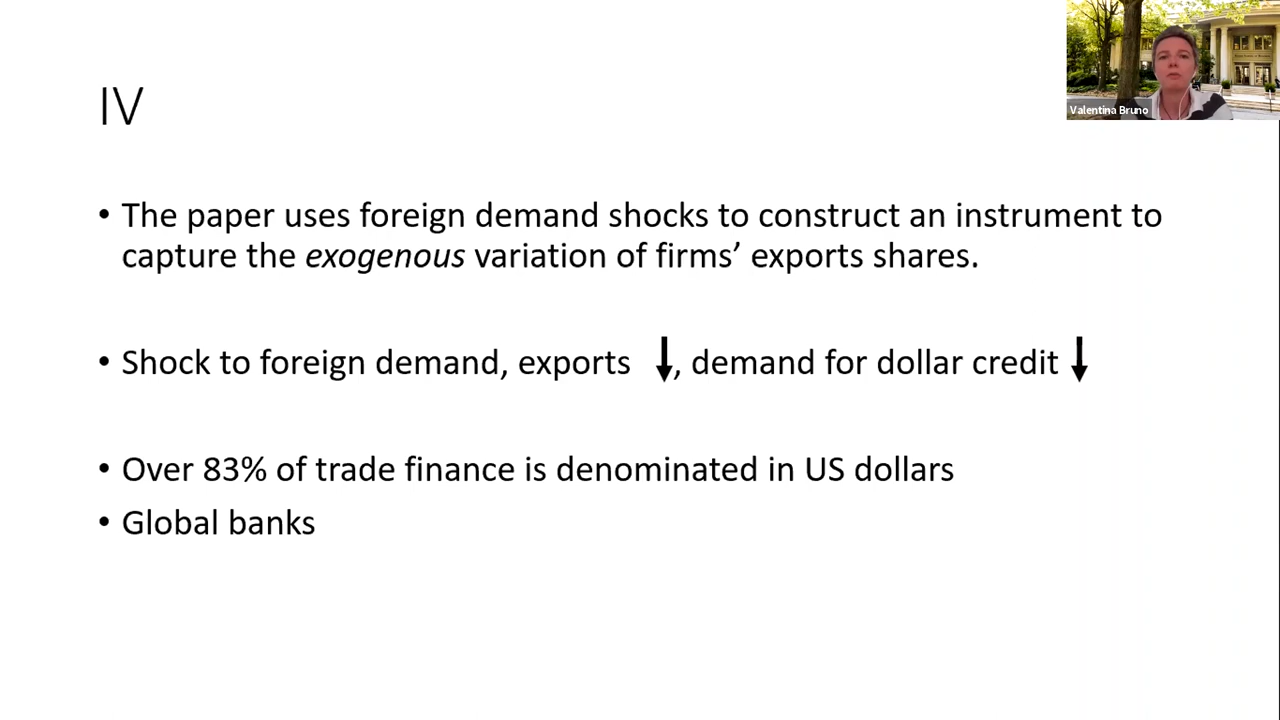 IV
Valentina Bruno
• The paper uses foreign demand shocks to construct an instrument to
capture the exogenous variation of firms’ exports shares.
• Shock to foreign demand, exports ↓, demand for dollar credit ↓
• Over 83% of trade finance is denominated in US dollars
• Global banks